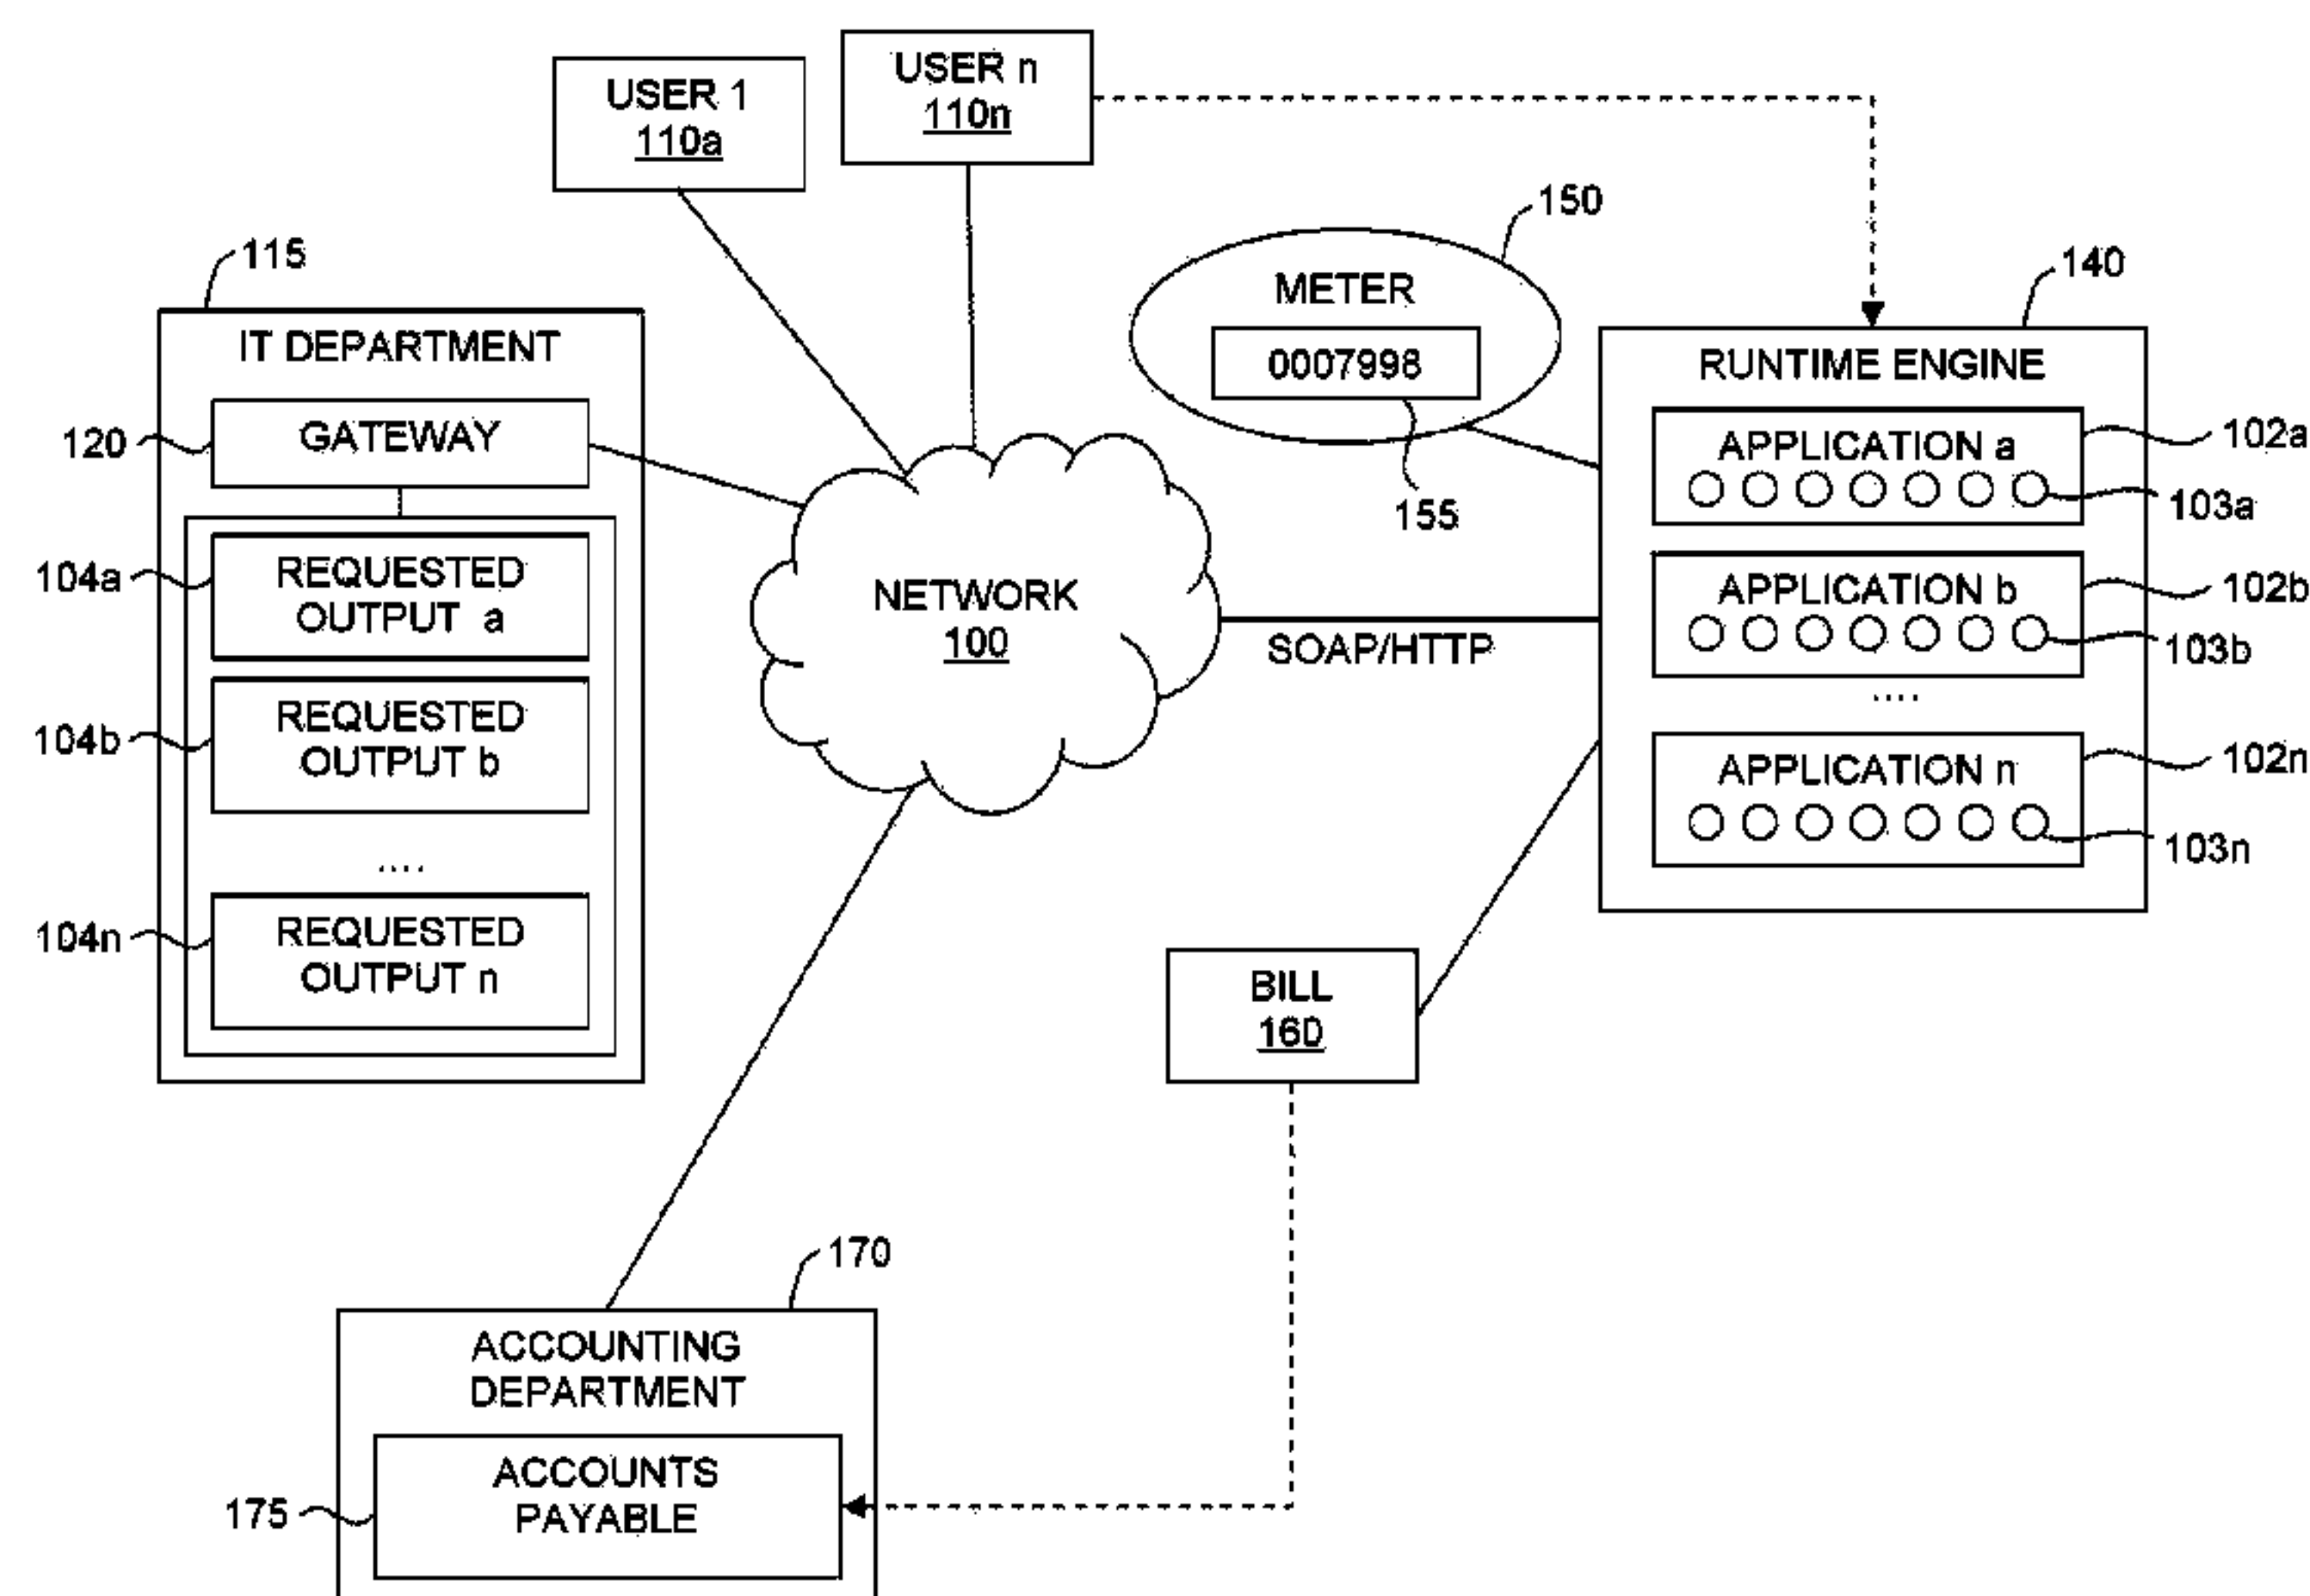 USER 1
110a
USER n
110n
150
115
METER
0007998
155
140
IT DEPARTMENT
120
GATEWAY
104a
REQUESTED
OUTPUT a
104b
REQUESTED
OUTPUT b
....
104n
REQUESTED
OUTPUT n
NETWORK
100
SOAP/HTTP
RUNTIME ENGINE
APPLICATION a
102a
103a
APPLICATION b
102b
103b
....
APPLICATION n
102n
103n
BILL
160
170
ACCOUNTING
DEPARTMENT
175
ACCOUNTS
PAYABLE